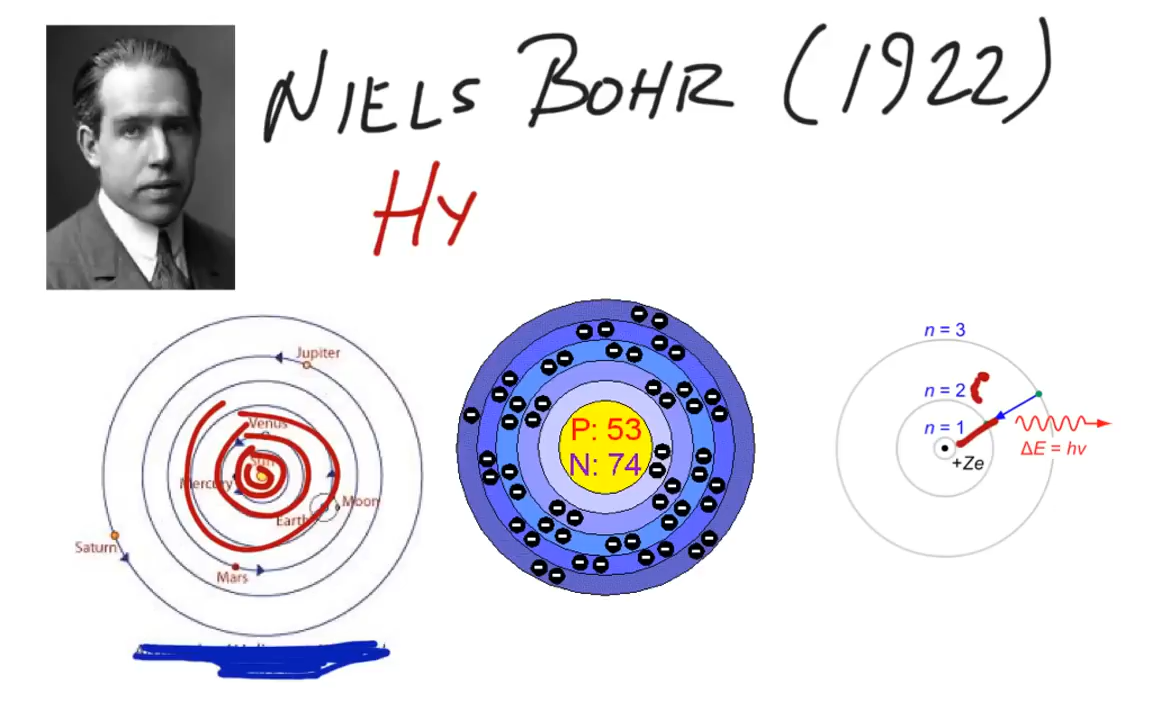 NIELS BOHR (1922)
Hy
Jupiter
Venus
Mercury
Moon
Earth
Saturn
Mars
P: 53
N: 74
n = 3
n = 2
n = 1
+Ze
ΔE = hν